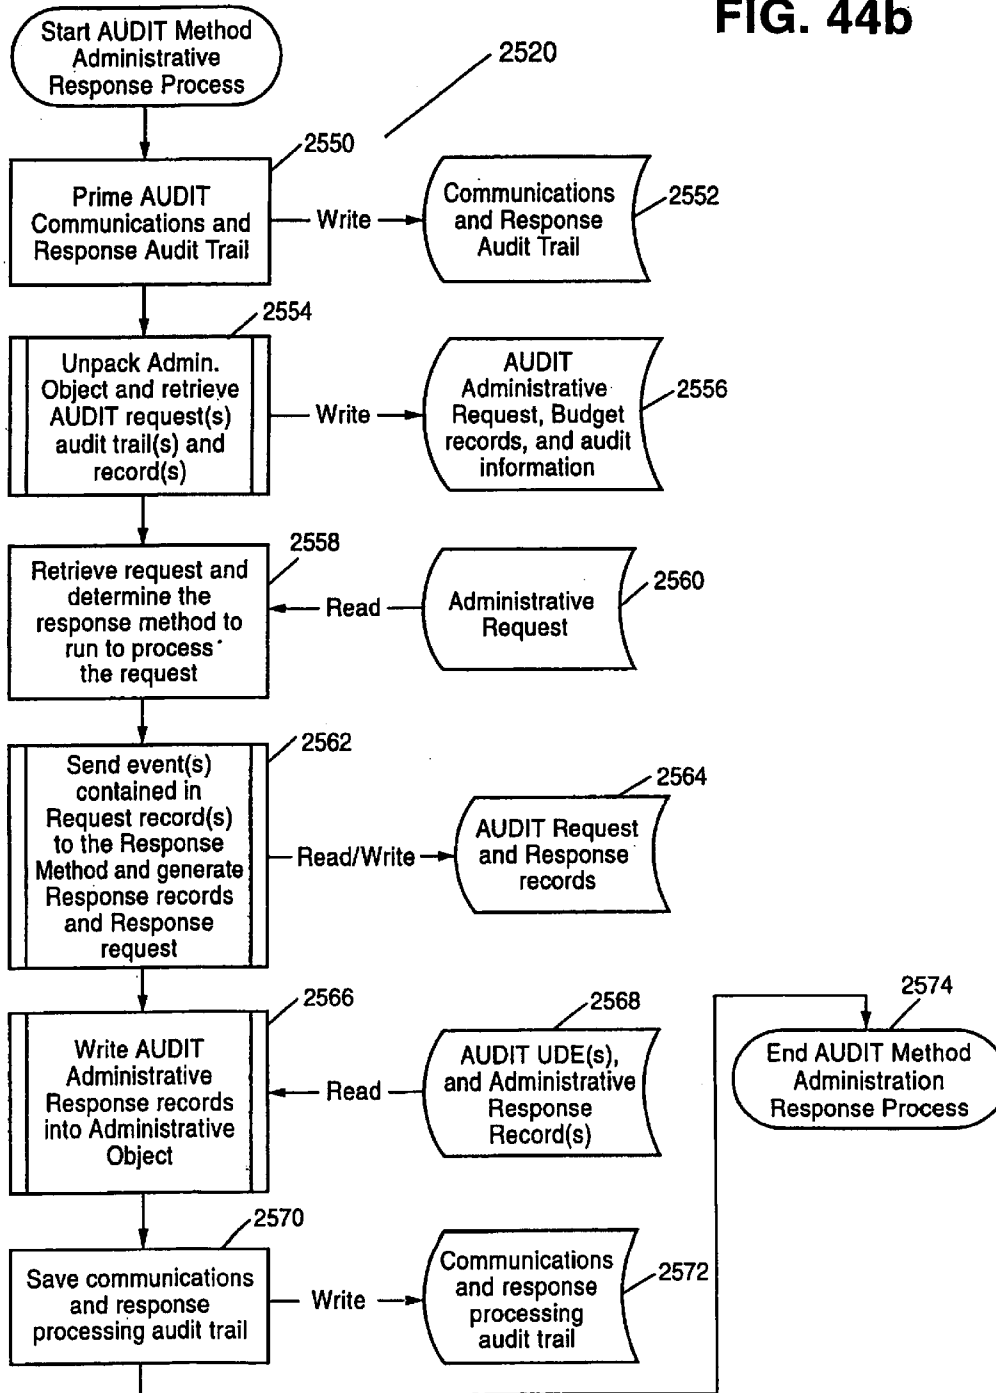 FIG. 44b
Start AUDIT Method
Administrative
Response Process
2520
2550
Prime AUDIT
Communications and
Response Audit Trail
Write
Communications
and Response
Audit Trail
2552
2554
Unpack Admin.
Object and retrieve
AUDIT request(s)
audit trail(s) and
record(s)
Write
AUDIT
Administrative
Request, Budget
records, and audit
information
2556
2558
Retrieve request and
determine the
response method to
run to process
the request
Read
Administrative
Request
2560
2562
Send event(s)
contained in
Request record(s)
to the Response
Method and generate
Response records
and Response
request
Read/Write
2564
AUDIT Request
and Response
records
2566
Write AUDIT
Administrative
Response records
into Administrative
Object
Read
2568
AUDIT UDE(s),
and Administrative
Response
Record(s)
2574
End AUDIT Method
Administration
Response Process
2570
Save communications
and response
processing audit trail
Write
Communications
and response
processing
audit trail
2572